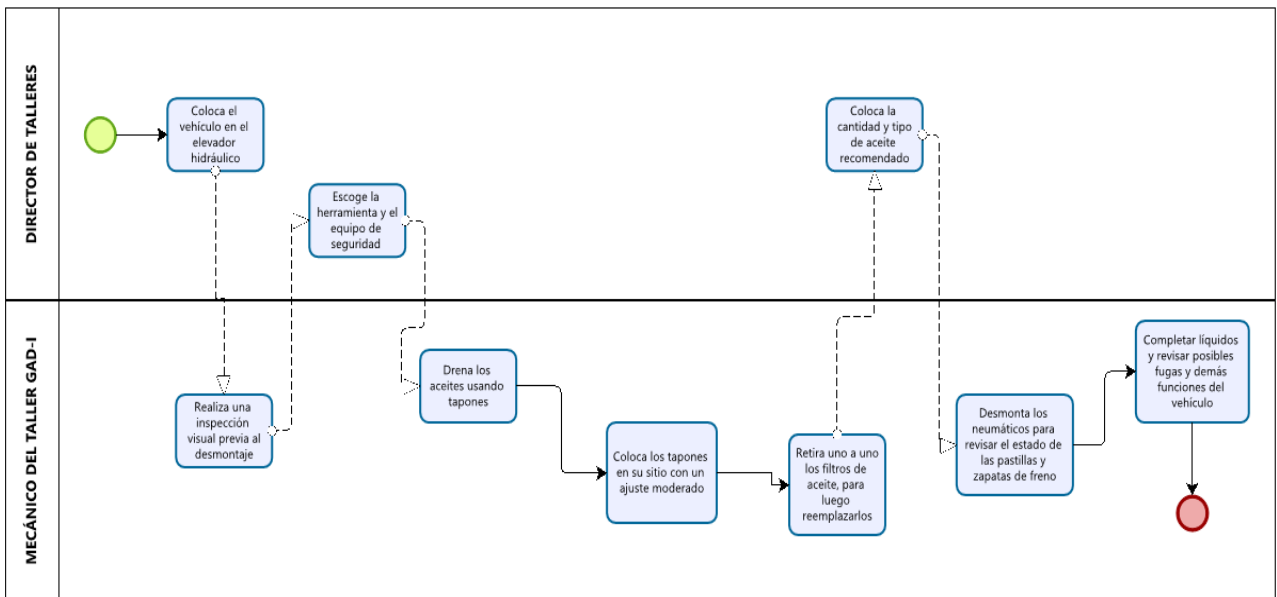 DIRECTOR DE TALLERES
Coloca el
vehículo en el
elevador
hidráulico
Escoge la
herramienta y el
equipo de
seguridad
Coloca la
cantidad y tipo
de aceite
recomendado
MECÁNICO DEL TALLER GAD-I
Realiza una
inspección
visual previa al
desmontaje
Drena los
aceites usando
tapones
Coloca los tapones
en su sitio con un
ajuste moderado
Retira uno a uno
los filtros de
aceite, para
luego
reemplazarlos
Desmonta los
neumáticos para
revisar el estado de
las pastillas y
zapatas de freno
Completar líquidos
y revisar posibles
fugas y demás
funciones del
vehículo